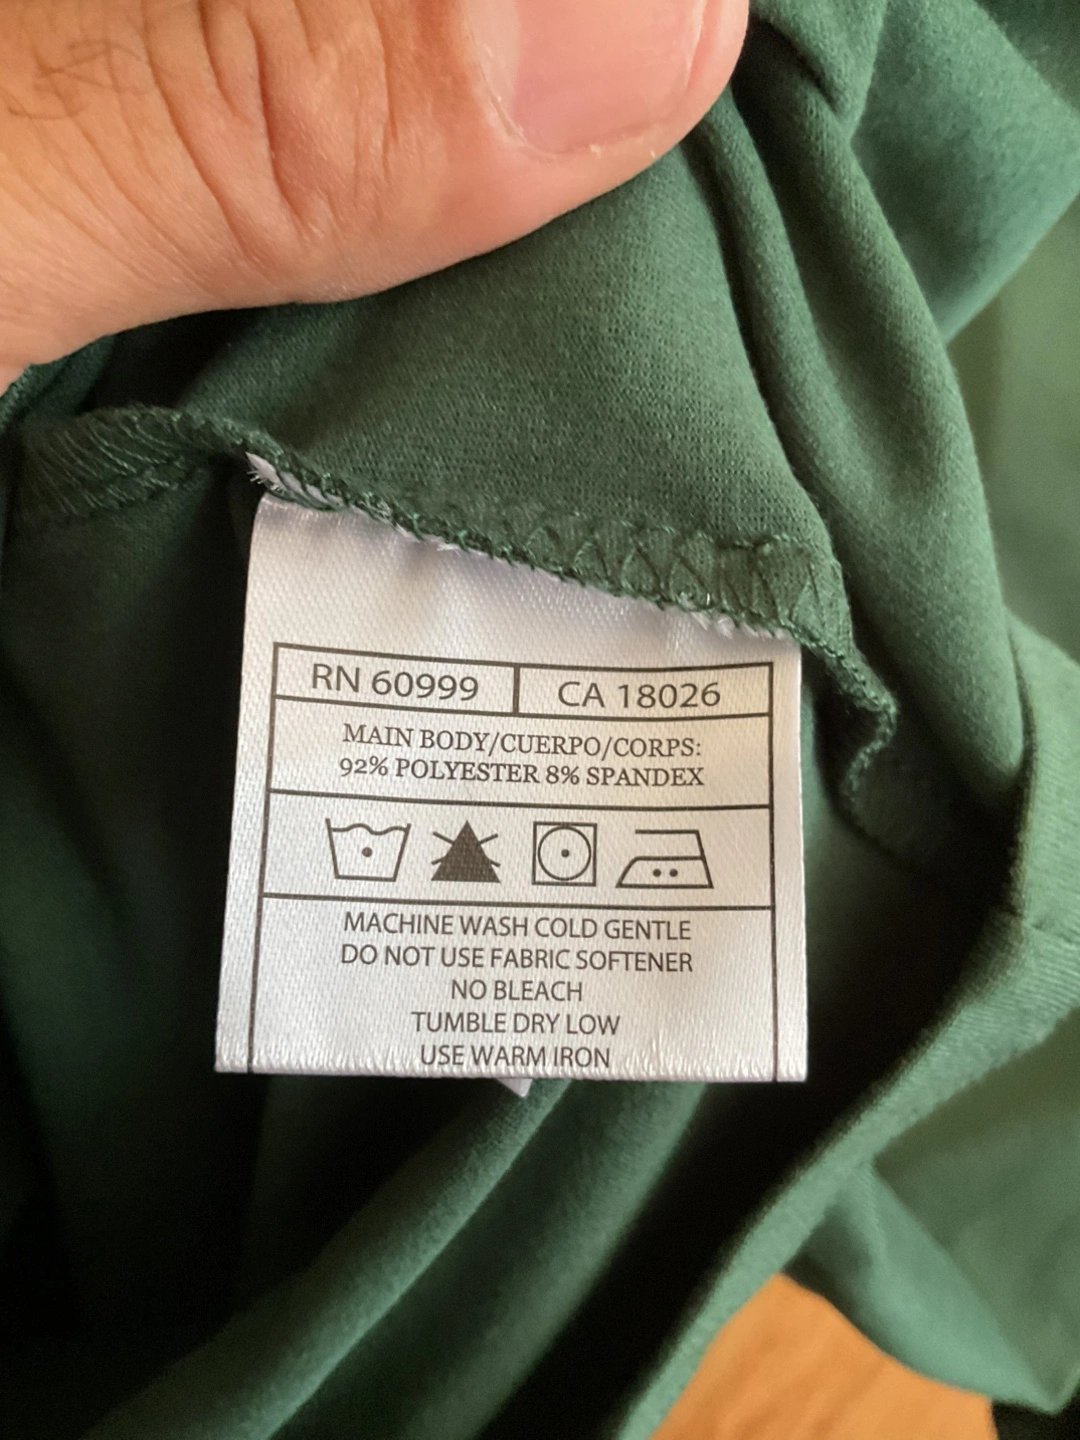 RN 60999 CA 18026
MAIN BODY/CUERPO/CORPS:
92% POLYESTER 8% SPANDEX
MACHINE WASH COLD GENTLE
DO NOT USE FABRIC SOFTENER
NO BLEACH
TUMBLE DRY LOW
USE WARM IRON